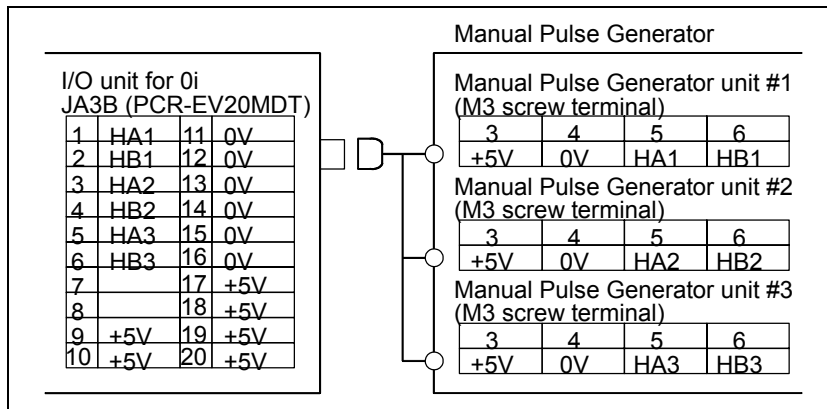 Manual Pulse Generator
I/O unit for 0i
JA3B (PCR-EV20MDT)
1 HA1 11 0V
2 HB1 12 0V
3 HA2 13 0V
4 HB2 14 0V
5 HA3 15 0V
6 HB3 16 0V
7 17 +5V
8 18 +5V
9 +5V 19 +5V
10 +5V 20 +5V
Manual Pulse Generator unit #1
(M3 screw terminal)
3 4 5 6
+5V 0V HA1 HB1
Manual Pulse Generator unit #2
(M3 screw terminal)
3 4 5 6
+5V 0V HA2 HB2
Manual Pulse Generator unit #3
(M3 screw terminal)
3 4 5 6
+5V 0V HA3 HB3